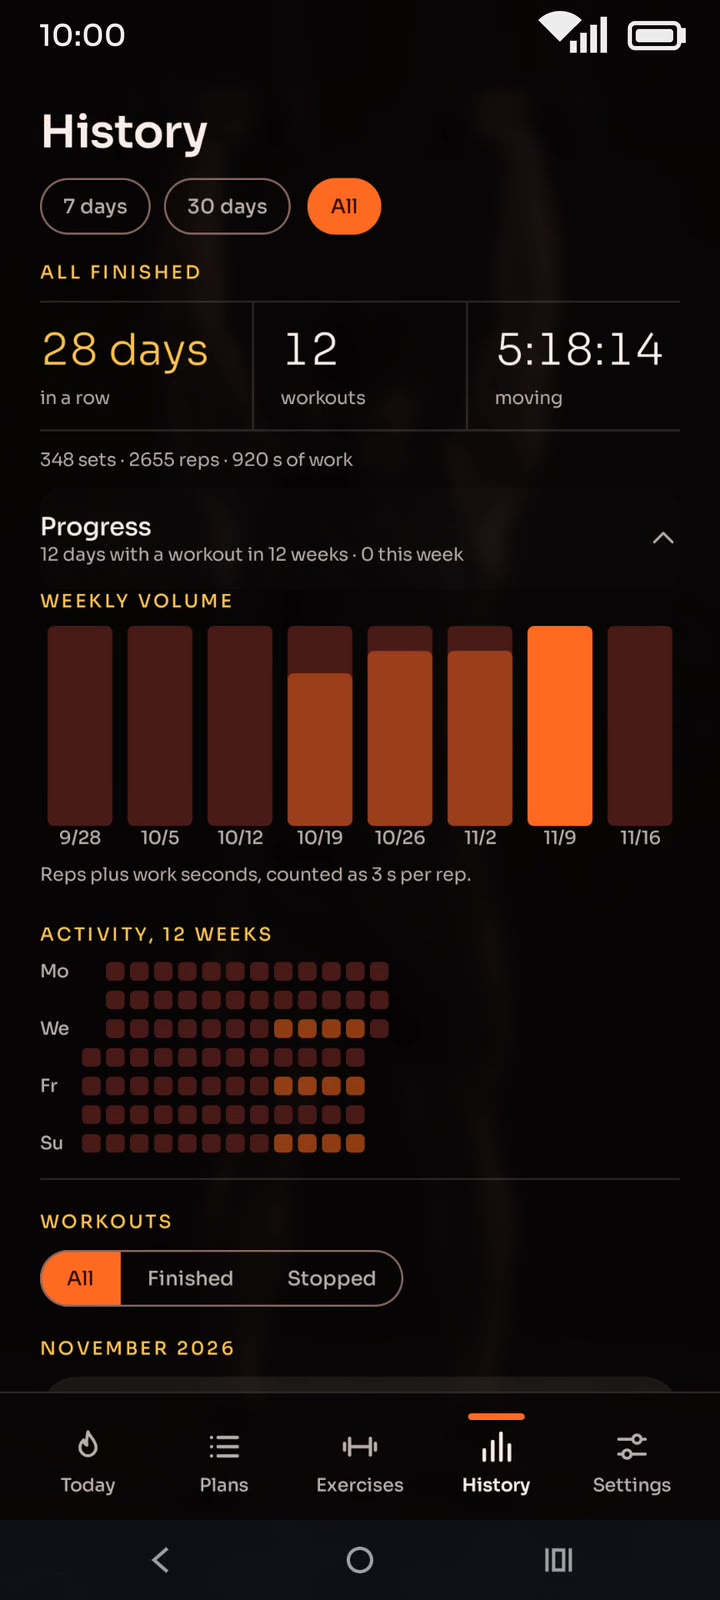 10:00
History
7 days
30 days
All
ALL FINISHED
28 days
in a row
12
workouts
5:18:14
moving
348 sets · 2655 reps · 920 s of work
Progress
12 days with a workout in 12 weeks · 0 this week
WEEKLY VOLUME
9/28 10/5 10/12 10/19 10/26 11/2 11/9 11/16
Reps plus work seconds, counted as 3 s per rep.
ACTIVITY, 12 WEEKS
Mo
We
Fr
Su
WORKOUTS
All Finished Stopped
NOVEMBER 2026
Today Plans Exercises History Settings